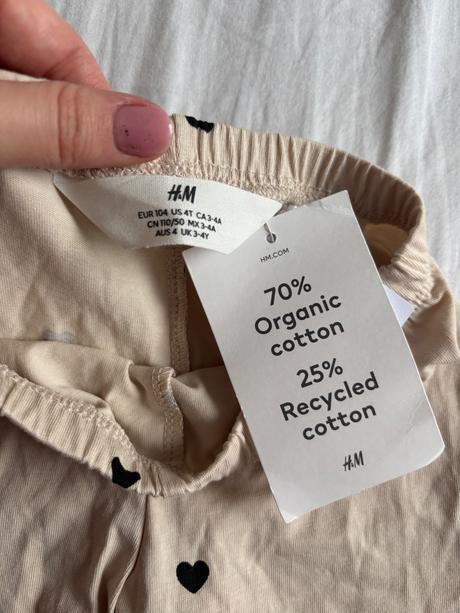 H&M
EUR 104 US 4T CA 3-4A
CN 110/50 MX 3-4A
AUS 4 UK 3-4Y
HM.COM
70%
Organic
cotton
25%
Recycled
cotton
H&M